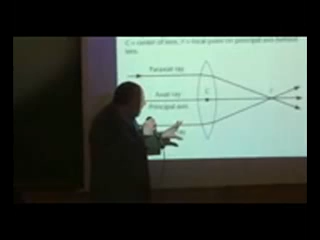 C = center of lens, F = focal point on principal axis behind
lens.
Paraxial ray
Axial ray
C
Principal axis